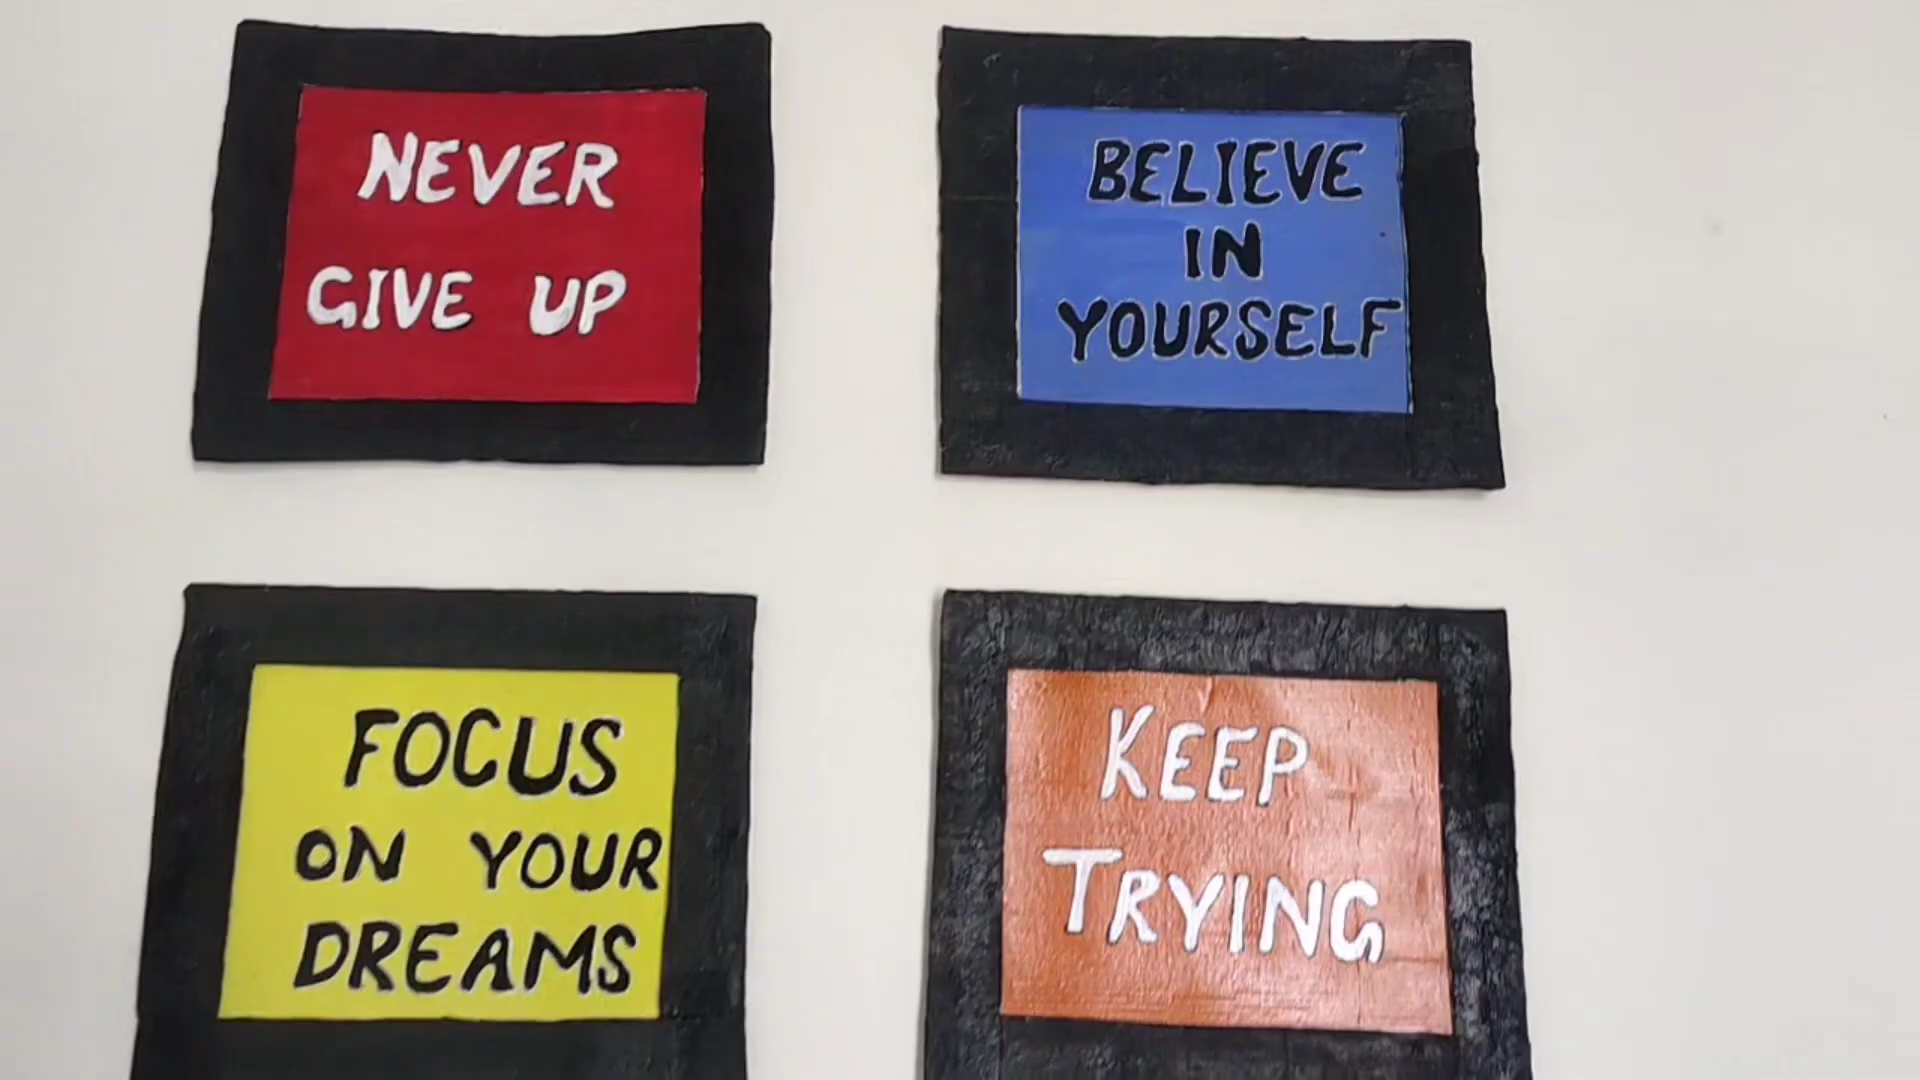 NEVER
GIVE UP
BELIEVE
IN
YOURSELF
FOCUS
ON YOUR
DREAMS
KEEP
TRYING